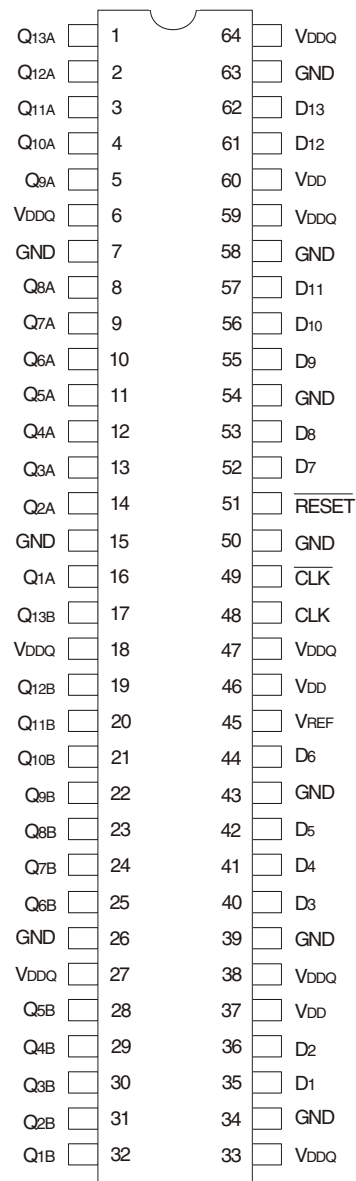 Q13A 1 64 VDDQ
Q12A 2 63 GND
Q11A 3 62 D13
Q10A 4 61 D12
Q9A 5 60 VDD
VDDQ 6 59 VDDQ
GND 7 58 GND
Q8A 8 57 D11
Q7A 9 56 D10
Q6A 10 55 D9
Q5A 11 54 GND
Q4A 12 53 D8
Q3A 13 52 D7
Q2A 14 51 RESET
GND 15 50 GND
Q1A 16 49 CLK
Q13B 17 48 CLK
VDDQ 18 47 VDDQ
Q12B 19 46 VDD
Q11B 20 45 VREF
Q10B 21 44 D6
Q9B 22 43 GND
Q8B 23 42 D5
Q7B 24 41 D4
Q6B 25 40 D3
GND 26 39 GND
VDDQ 27 38 VDDQ
Q5B 28 37 VDD
Q4B 29 36 D2
Q3B 30 35 D1
Q2B 31 34 GND
Q1B 32 33 VDDQ